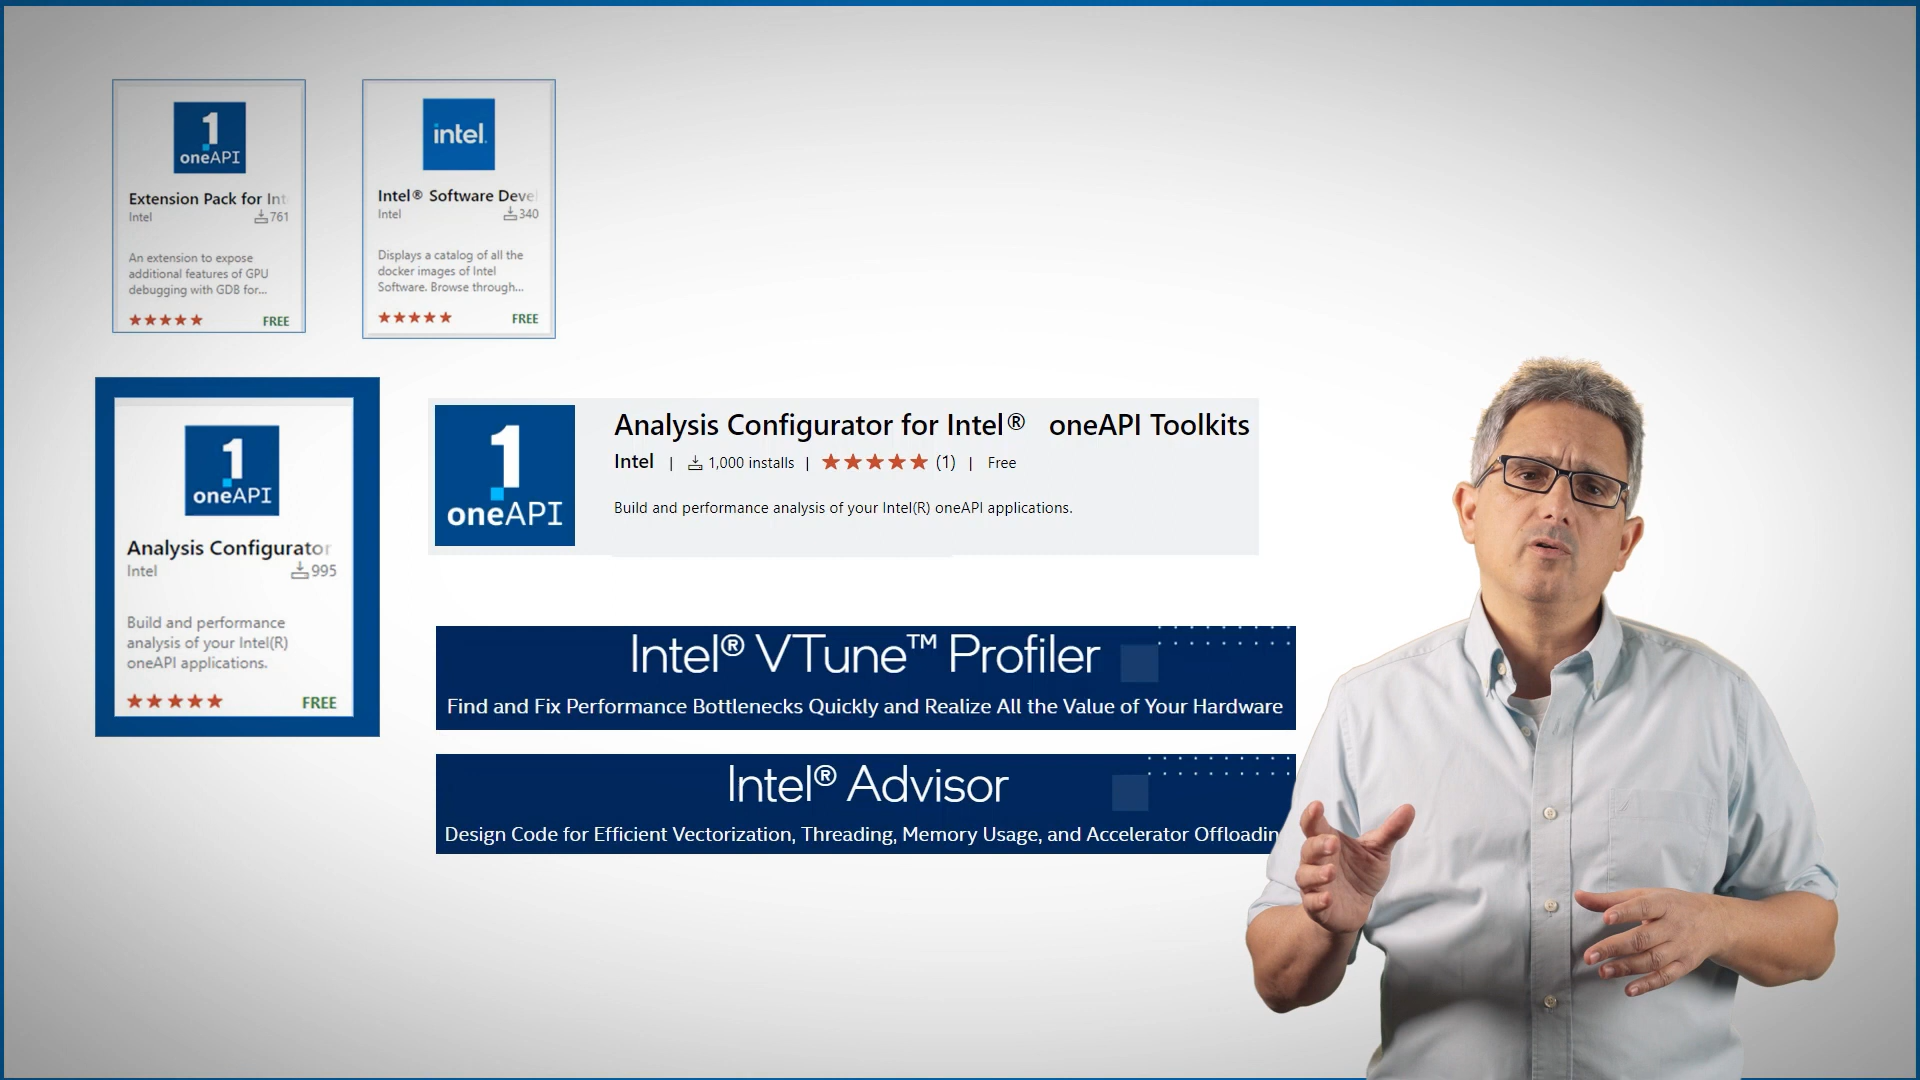 1
oneAPI
Extension Pack for Int
Intel 761
An extension to expose
additional features of GPU
debugging with GDB for...
★★★★★ FREE
intel.
Intel® Software Devel
Intel 340
Displays a catalog of all the
docker images of Intel
Software. Browse through...
★★★★★ FREE
1
oneAPI
Analysis Configurator
Intel 995
Build and performance
analysis of your Intel(R)
oneAPI applications.
★★★★★ FREE
1
oneAPI
Analysis Configurator for Intel® oneAPI Toolkits
Intel | 1,000 installs | ★★★★★ (1) | Free
Build and performance analysis of your Intel(R) oneAPI applications.
Intel® VTune™ Profiler
Find and Fix Performance Bottlenecks Quickly and Realize All the Value of Your Hardware
Intel® Advisor
Design Code for Efficient Vectorization, Threading, Memory Usage, and Accelerator Offloadin